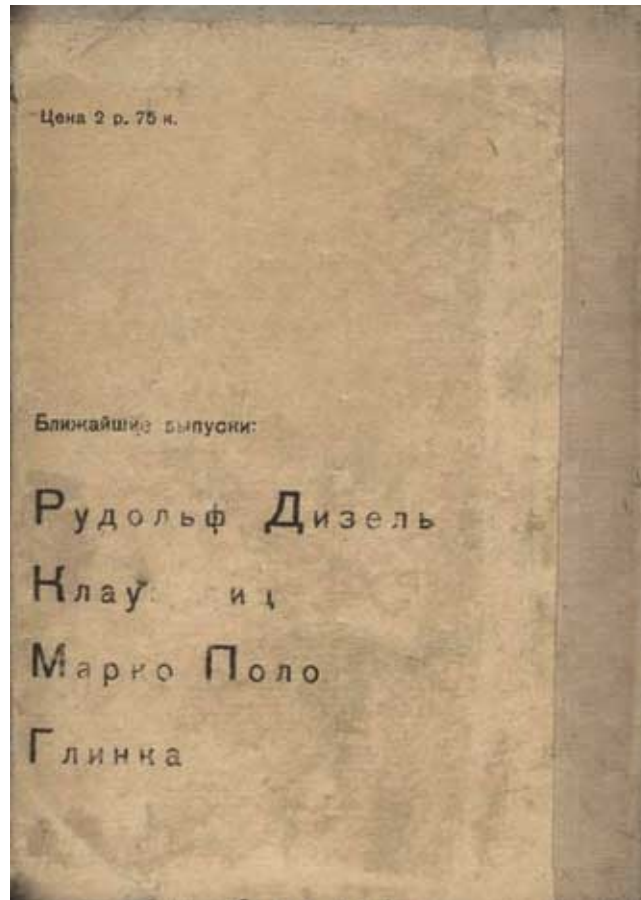 Цена 2 р. 75 к.
Ближайшие выпуски:
Рудольф Дизель
Марко Поло
Глинка